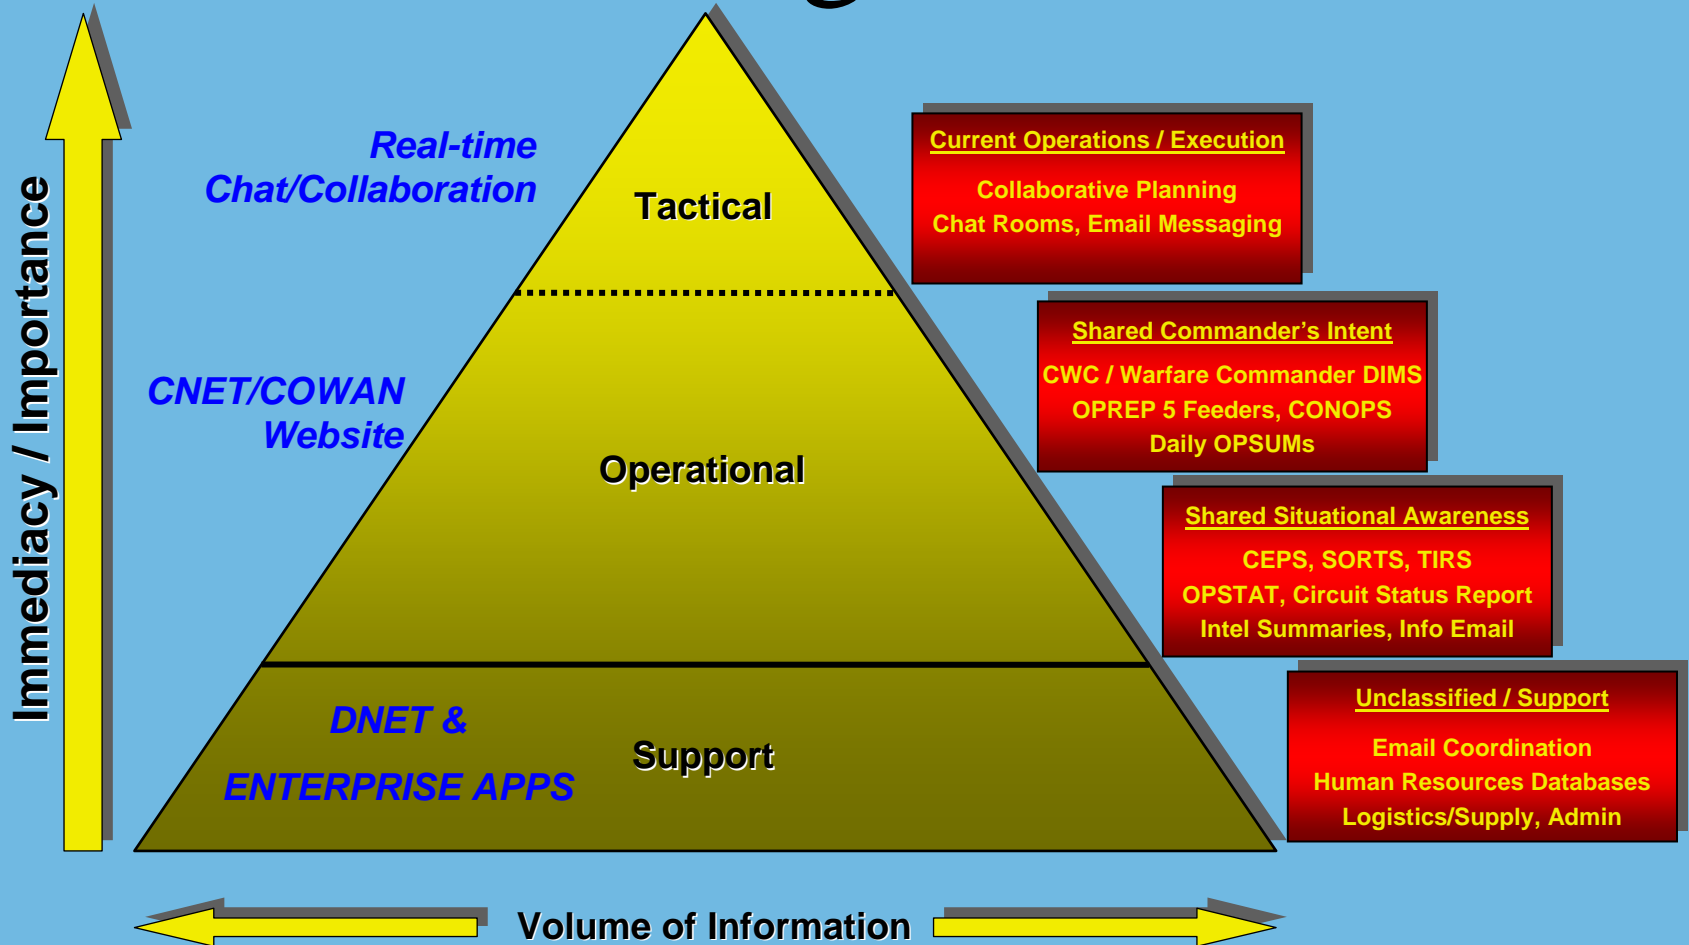 Immediacy / Importance
Real-time
Chat/Collaboration
Tactical
Current Operations / Execution
Collaborative Planning
Chat Rooms, Email Messaging
CNET/COWAN
Website
Operational
Shared Commander's Intent
CWC / Warfare Commander DIMS
OPREP 5 Feeders, CONOPS
Daily OPSUMs
Shared Situational Awareness
CEPS, SORTS, TIRS
OPSTAT, Circuit Status Report
Intel Summaries, Info Email
DNET &
ENTERPRISE APPS
Support
Unclassified / Support
Email Coordination
Human Resources Databases
Logistics/Supply, Admin
Volume of Information